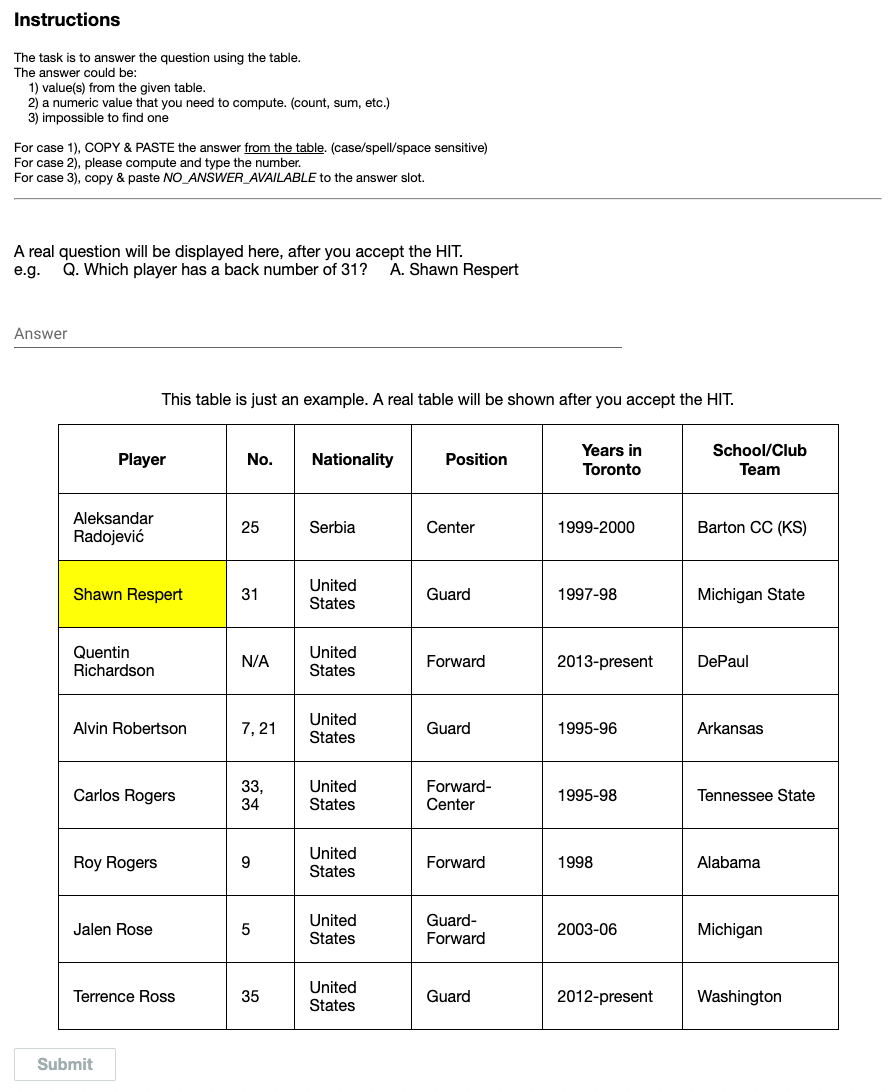 Instructions
The task is to answer the question using the table.
The answer could be:
1) value(s) from the given table.
2) a numeric value that you need to compute. (count, sum, etc.)
3) impossible to find one
For case 1), COPY & PASTE the answer from the table. (case/spell/space sensitive)
For case 2), please compute and type the number.
For case 3), copy & paste NO_ANSWER_AVAILABLE to the answer slot.
A real question will be displayed here, after you accept the HIT.
e.g. Q. Which player has a back number of 31? A. Shawn Respert
Answer
This table is just an example. A real table will be shown after you accept the HIT.
Player No. Nationality Position Years in Toronto School/Club Team
Aleksandar Radojević 25 Serbia Center 1999-2000 Barton CC (KS)
Shawn Respert 31 United States Guard 1997-98 Michigan State
Quentin Richardson N/A United States Forward 2013-present DePaul
Alvin Robertson 7, 21 United States Guard 1995-96 Arkansas
Carlos Rogers 33, 34 United States Forward-Center 1995-98 Tennessee State
Roy Rogers 9 United States Forward 1998 Alabama
Jalen Rose 5 United States Guard-Forward 2003-06 Michigan
Terrence Ross 35 United States Guard 2012-present Washington
Submit